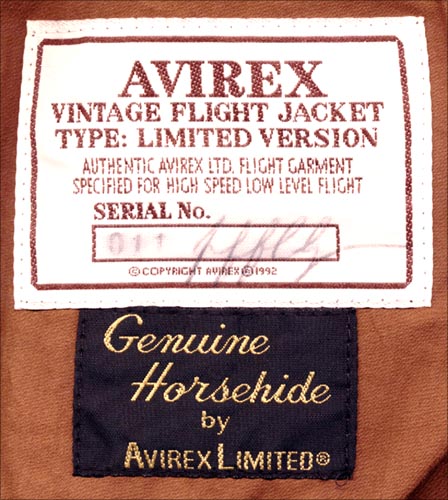 AVIREX
VINTAGE FLIGHT JACKET
TYPE: LIMITED VERSION
AUTHENTIC AVIREX LTD. FLIGHT GARMENT
SPECIFIED FOR HIGH SPEED LOW LEVEL FLIGHT
SERIAL No.
011
© COPYRIGHT AVIREX © 1992
Genuine
Horsehide
by
AVIREX LIMITED®